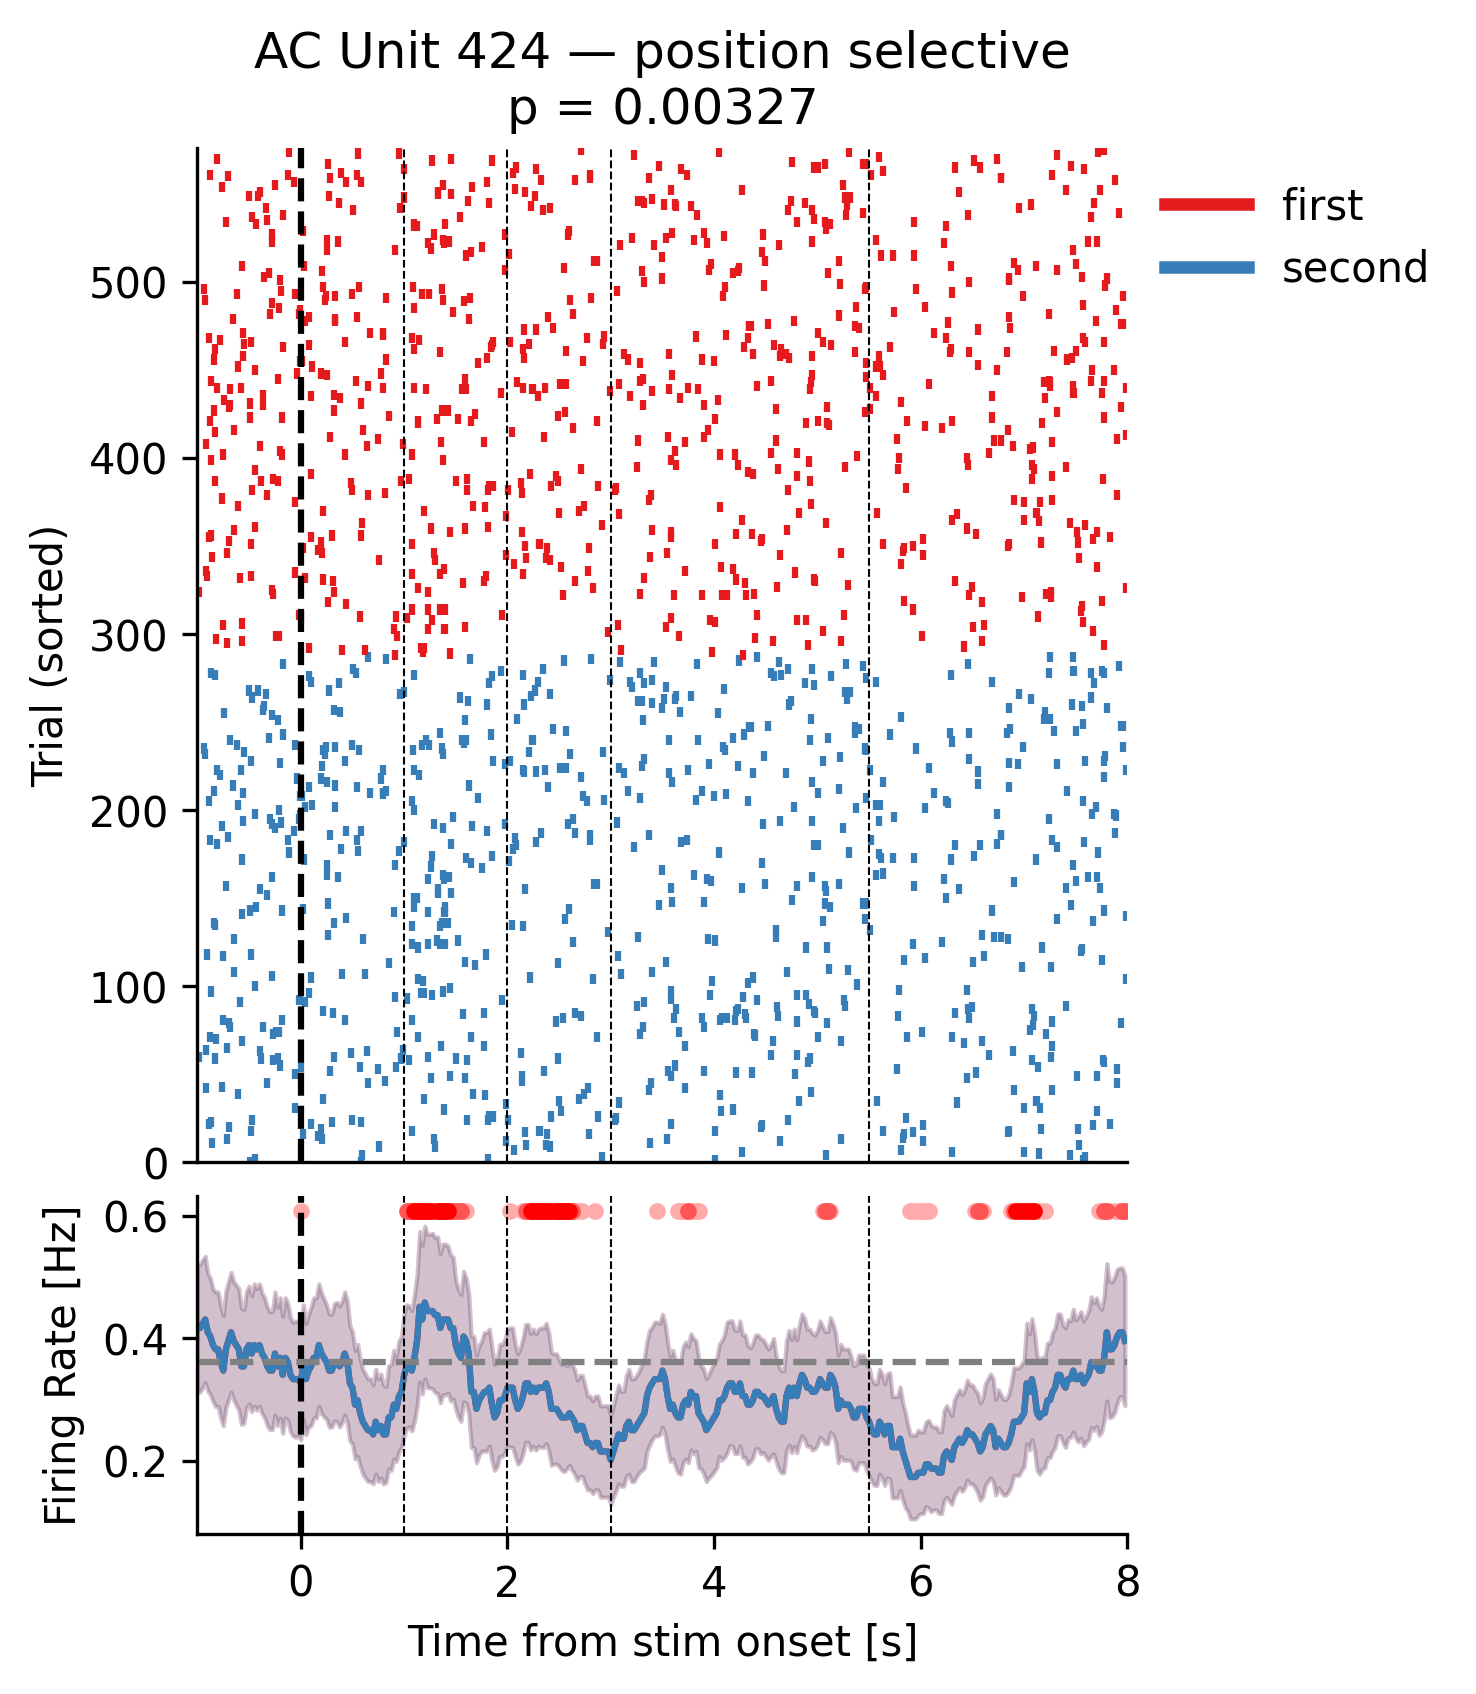 AC Unit 424 — position selective
p = 0.00327
first
second
Trial (sorted)
500
400
300
200
100
0
Firing Rate [Hz]
0.6
0.4
0.2
0 2 4 6 8
Time from stim onset [s]